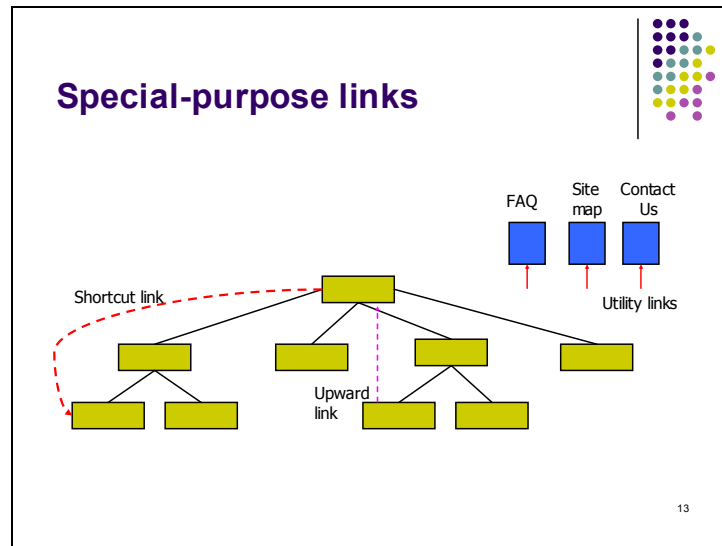 Special-purpose links
FAQ
Site
map
Contact
Us
Shortcut link
Utility links
Upward
link
13